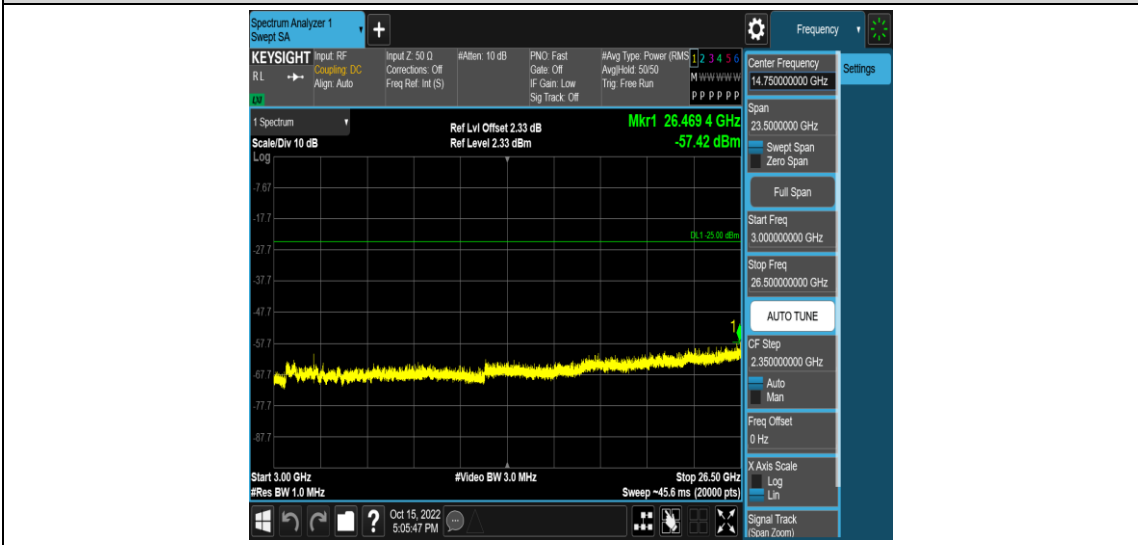 Spectrum Analyzer 1
Swept SA
+
Frequency
KEYSIGHT
RL
LXI
Input: RF
Coupling: DC
Align: Auto
Input Z: 50 Ω
Corrections: Off
Freq Ref: Int (S)
#Atten: 10 dB
PNO: Fast
Gate: Off
IF Gain: Low
Sig Track: Off
#Avg Type: Power (RMS
Avg|Hold: 50/50
Trig: Free Run
1 2 3 4 5 6
M W W W W W
P P P P P P
1 Spectrum
Scale/Div 10 dB
Log
Ref Lvl Offset 2.33 dB
Ref Level 2.33 dBm
Mkr1 26.469 4 GHz
-57.42 dBm
-7.67
-17.7
DL1 -25.00 dBm
-27.7
-37.7
-47.7
1
-57.7
-67.7
-77.7
-87.7
Start 3.00 GHz
#Res BW 1.0 MHz
#Video BW 3.0 MHz
Stop 26.50 GHz
Sweep ~45.6 ms (20000 pts)
Center Frequency
14.750000000 GHz
Settings
Span
23.5000000 GHz
Swept Span
Zero Span
Full Span
Start Freq
3.000000000 GHz
Stop Freq
26.500000000 GHz
AUTO TUNE
CF Step
2.350000000 GHz
Auto
Man
Freq Offset
0 Hz
X Axis Scale
Log
Lin
Signal Track
(Span Zoom)
?
Oct 15, 2022
5:05:47 PM